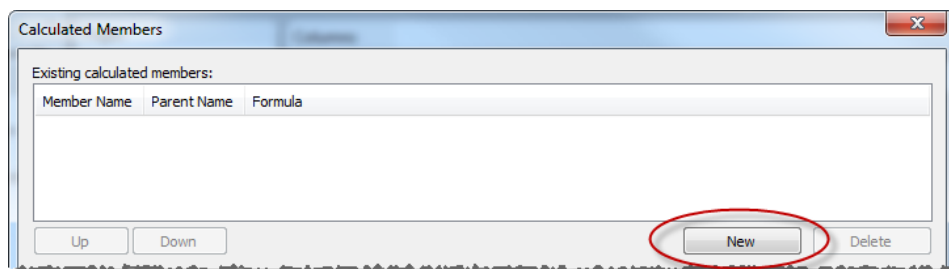 Calculated Members
Existing calculated members:
Member Name Parent Name Formula
Up Down New Delete